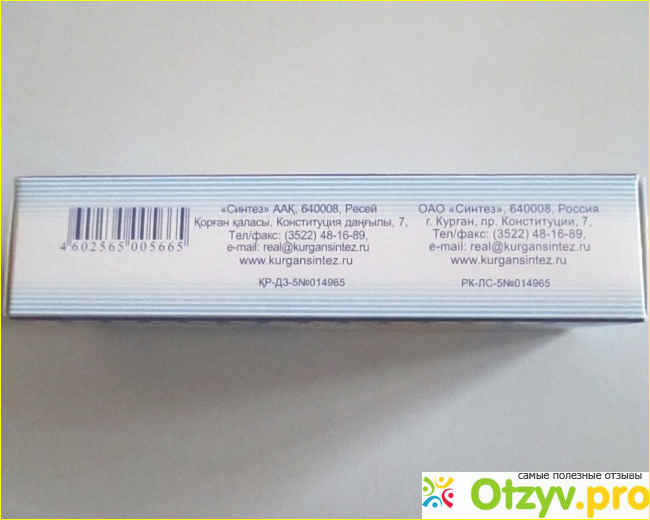 4 602565 005665
«Синтез» ААҚ, 640008, Ресей
Қорған қаласы, Конституция даңғылы, 7,
Тел/факс: (3522) 48-16-89,
e-mail: real@kurgansintez.ru
www.kurgansintez.ru
ҚР-ДЗ-5№014965
ОАО «Синтез», 640008, Россия
г. Курган, пр. Конституции, 7,
Тел/факс: (3522) 48-16-89,
e-mail: real@kurgansintez.ru
www.kurgansintez.ru
РК-ЛС-5№014965
самые полезные отзывы
Otzyv.pro